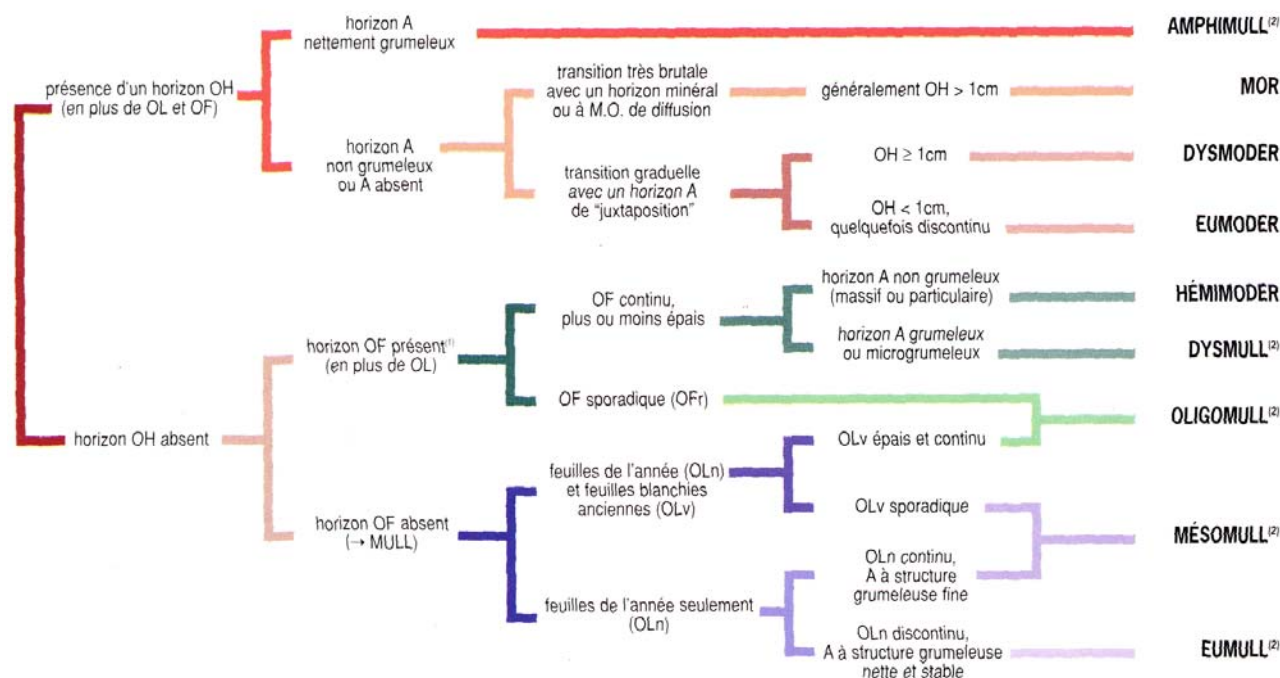 horizon A
nettement grumeleux
AMPHIMULL(2)
présence d'un horizon OH
(en plus de OL et OF)
transition très brutale
avec un horizon minéral
ou à M.O. de diffusion
généralement OH > 1cm
MOR
horizon A
non grumeleux
ou A absent
transition graduelle
avec un horizon A
de "juxtaposition"
OH ≥ 1cm
DYSMODER
OH < 1cm,
quelquefois discontinu
EUMODER
OF continu,
plus ou moins épais
horizon A non grumeleux
(massif ou particulaire)
HÉMIMODER
horizon OF présent(1)
(en plus de OL)
horizon A grumeleux
ou microgrumeleux
DYSMULL(2)
OF sporadique (OFr)
OLIGOMULL(2)
horizon OH absent
OLv épais et continu
feuilles de l'année (OLn)
et feuilles blanchies
anciennes (OLv)
OLv sporadique
horizon OF absent
(→ MULL)
MÉSOMULL(2)
OLn continu,
A à structure
grumeleuse fine
feuilles de l'année seulement
(OLn)
OLn discontinu,
A à structure grumeleuse
nette et stable
EUMULL(2)